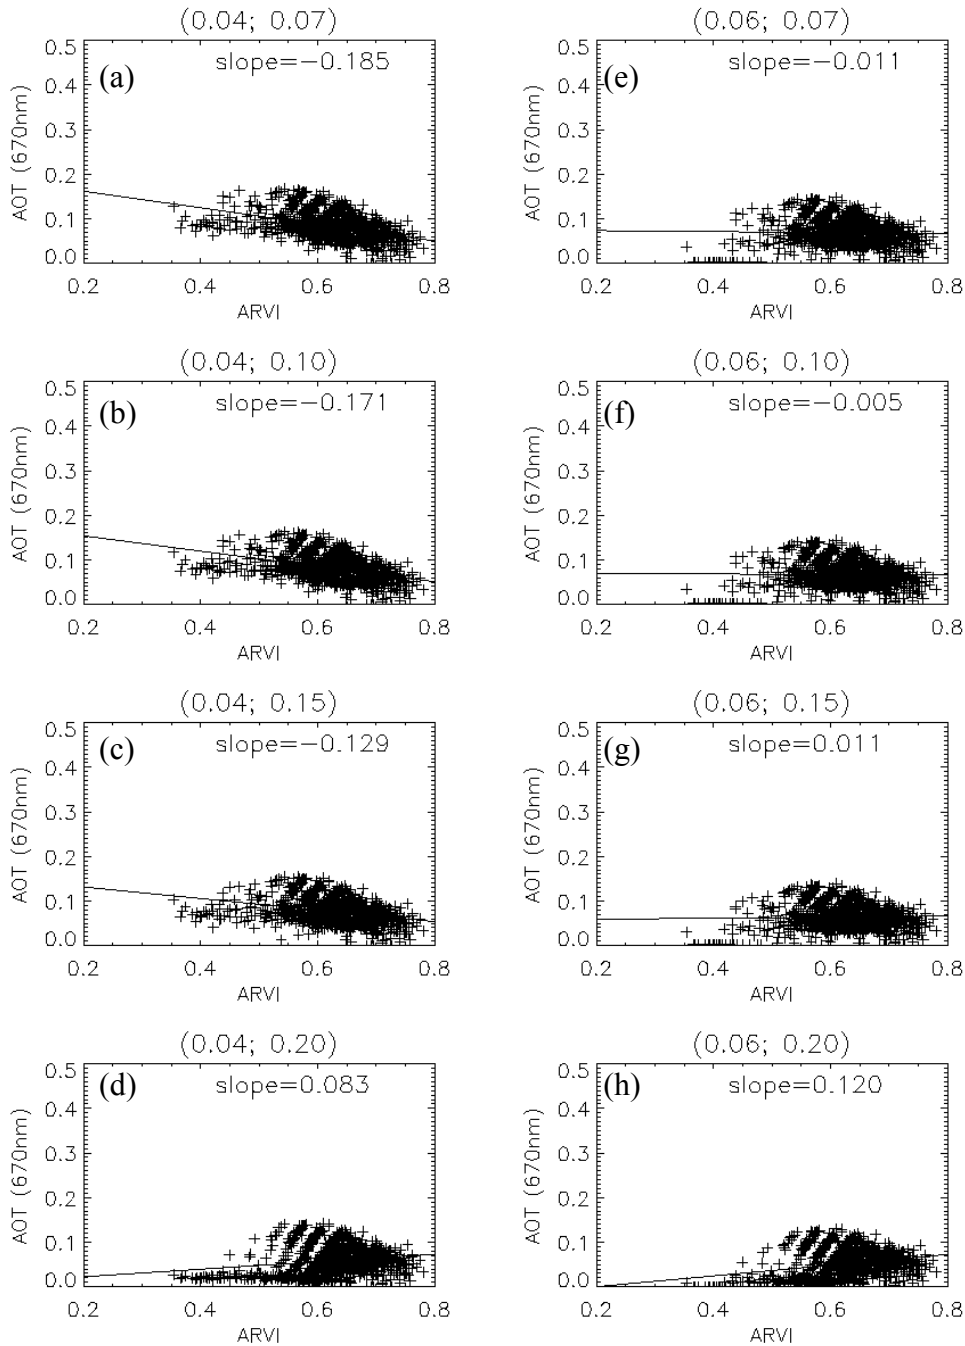 (0.04; 0.07)
(a)
slope=−0.185
AOT (670nm)
0.5
0.4
0.3
0.2
0.1
0.0
0.2 0.4 0.6 0.8
ARVI
(0.06; 0.07)
(e)
slope=−0.011
AOT (670nm)
0.5
0.4
0.3
0.2
0.1
0.0
0.2 0.4 0.6 0.8
ARVI
(0.04; 0.10)
(b)
slope=−0.171
AOT (670nm)
0.5
0.4
0.3
0.2
0.1
0.0
0.2 0.4 0.6 0.8
ARVI
(0.06; 0.10)
(f)
slope=−0.005
AOT (670nm)
0.5
0.4
0.3
0.2
0.1
0.0
0.2 0.4 0.6 0.8
ARVI
(0.04; 0.15)
(c)
slope=−0.129
AOT (670nm)
0.5
0.4
0.3
0.2
0.1
0.0
0.2 0.4 0.6 0.8
ARVI
(0.06; 0.15)
(g)
slope=0.011
AOT (670nm)
0.5
0.4
0.3
0.2
0.1
0.0
0.2 0.4 0.6 0.8
ARVI
(0.04; 0.20)
(d)
slope=0.083
AOT (670nm)
0.5
0.4
0.3
0.2
0.1
0.0
0.2 0.4 0.6 0.8
ARVI
(0.06; 0.20)
(h)
slope=0.120
AOT (670nm)
0.5
0.4
0.3
0.2
0.1
0.0
0.2 0.4 0.6 0.8
ARVI